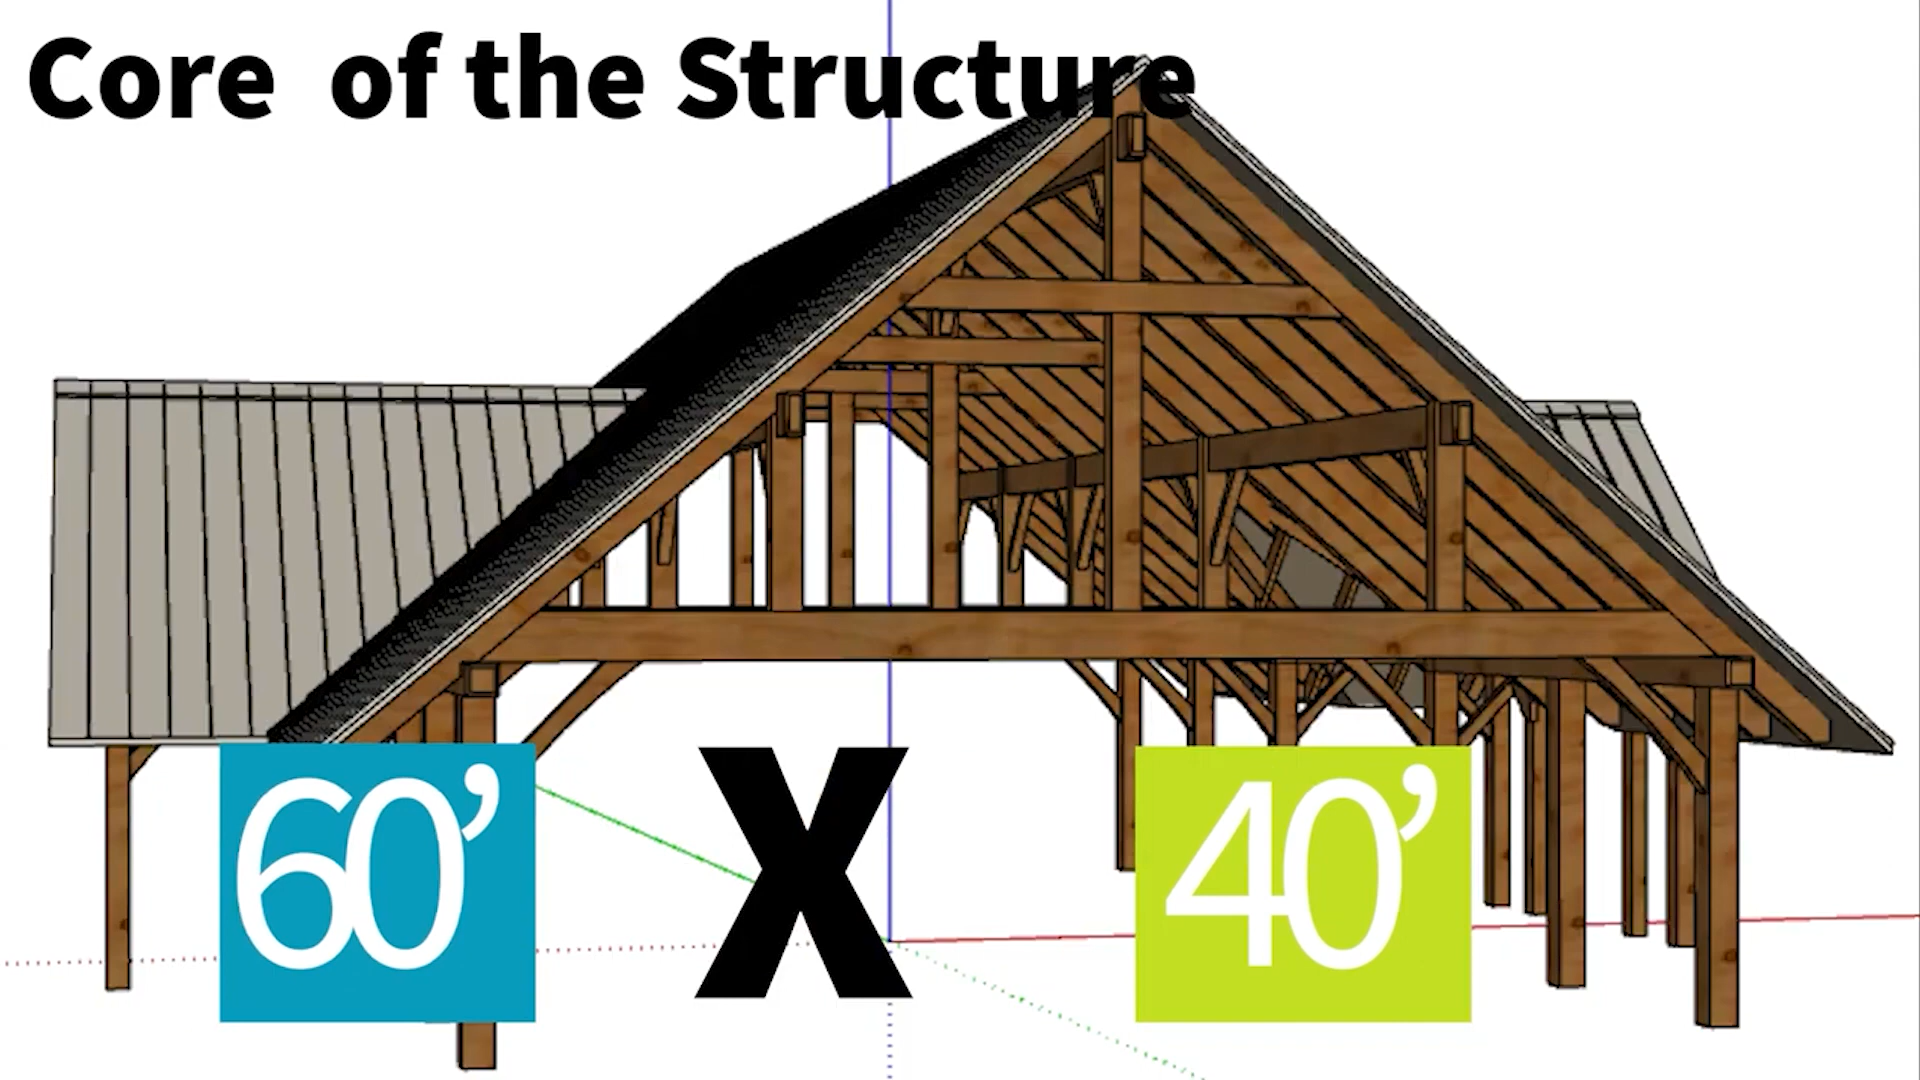 Core of the Structure
60’ X 40’